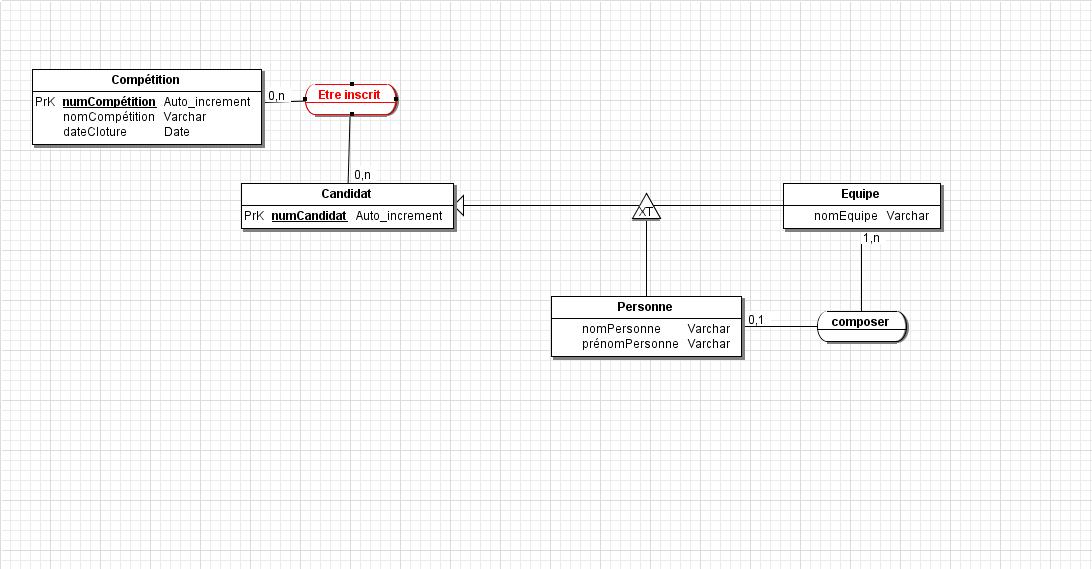 Compétition
PrK numCompétition Auto_increment
nomCompétition Varchar
dateCloture Date
0,n
Etre inscrit
0,n
Candidat
PrK numCandidat Auto_increment
XT
Equipe
nomEquipe Varchar
1,n
Personne
nomPersonne Varchar
prénomPersonne Varchar
0,1
composer